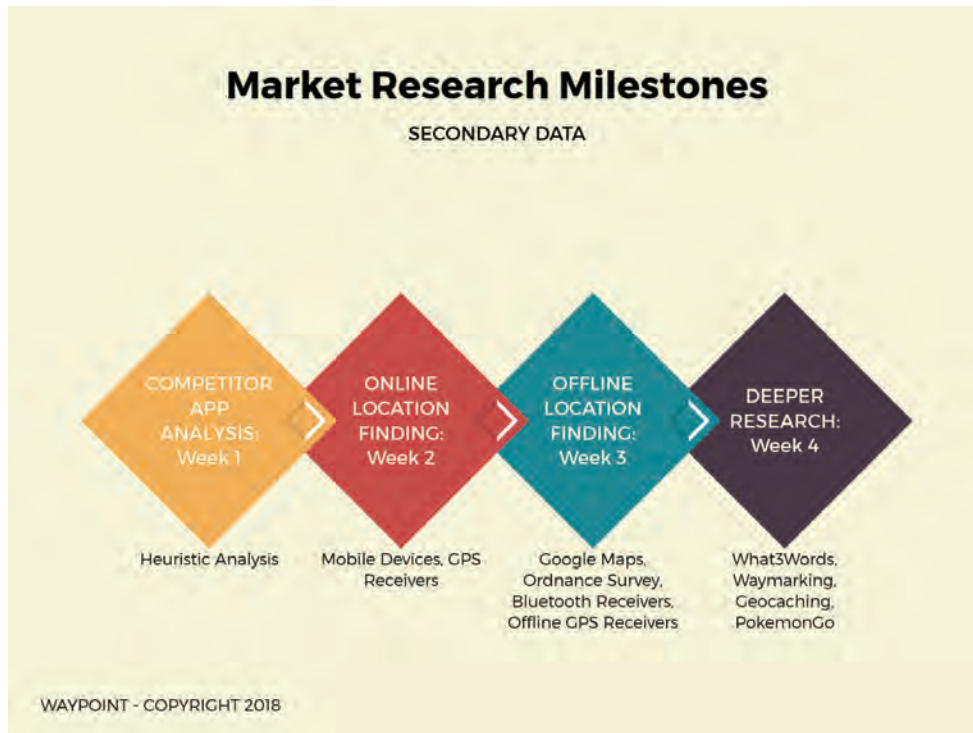 Market Research Milestones
SECONDARY DATA
COMPETITOR
APP
ANALYSIS:
Week 1
ONLINE
LOCATION
FINDING:
Week 2
OFFLINE
LOCATION
FINDING:
Week 3
DEEPER
RESEARCH:
Week 4
Heuristic Analysis
Mobile Devices, GPS
Receivers
Google Maps,
Ordnance Survey,
Bluetooth Receivers,
Offline GPS Receivers
What3Words,
Waymarking,
Geocaching,
PokemonGo
WAYPOINT - COPYRIGHT 2018